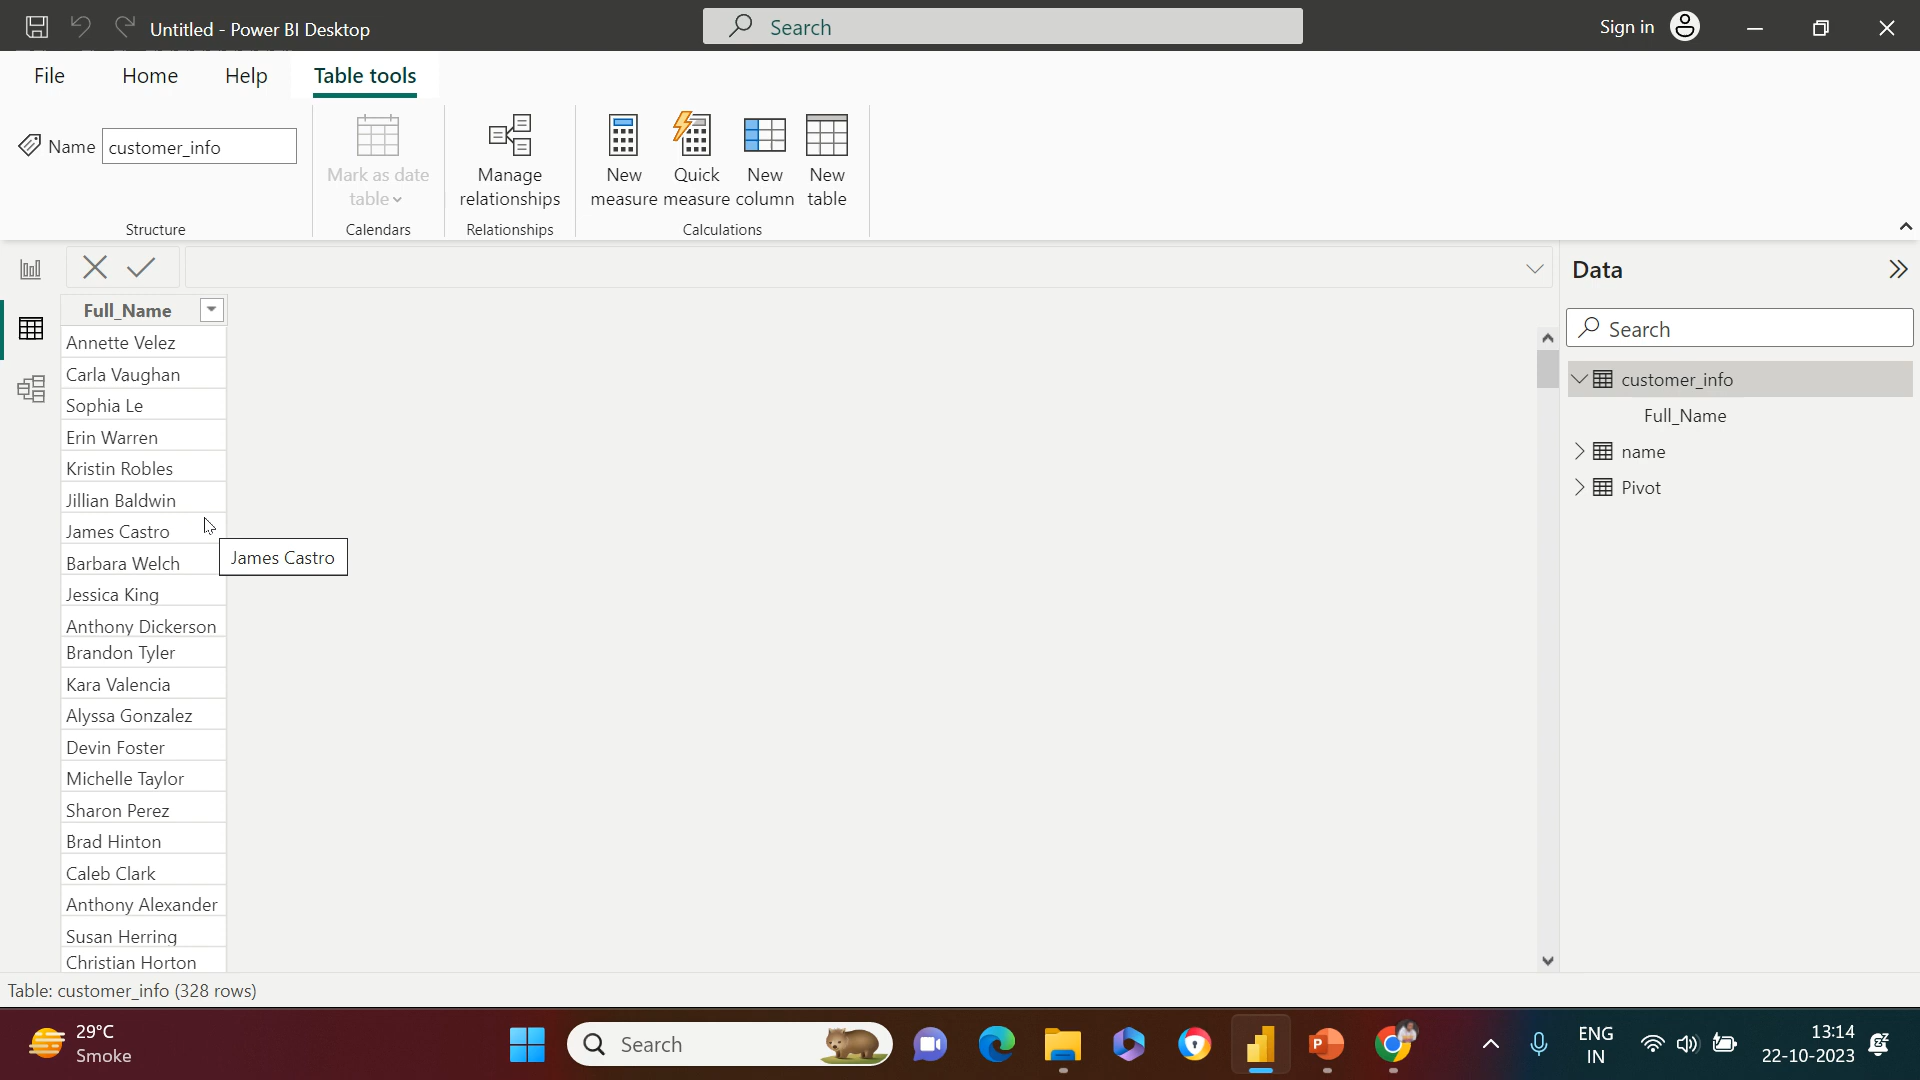 Untitled - Power BI Desktop
Search
Sign in
File
Home
Help
Table tools
Name
customer_info
Mark as date
table
Manage
relationships
New
measure
Quick
measure
New
column
New
table
Structure
Calendars
Relationships
Calculations
Full_Name
Annette Velez
Carla Vaughan
Sophia Le
Erin Warren
Kristin Robles
Jillian Baldwin
James Castro
James Castro
Barbara Welch
Jessica King
Anthony Dickerson
Brandon Tyler
Kara Valencia
Alyssa Gonzalez
Devin Foster
Michelle Taylor
Sharon Perez
Brad Hinton
Caleb Clark
Anthony Alexander
Susan Herring
Christian Horton
Data
Search
customer_info
Full_Name
name
Pivot
Table: customer_info (328 rows)
29°C
Smoke
Search
P
ENG
IN
13:14
22-10-2023